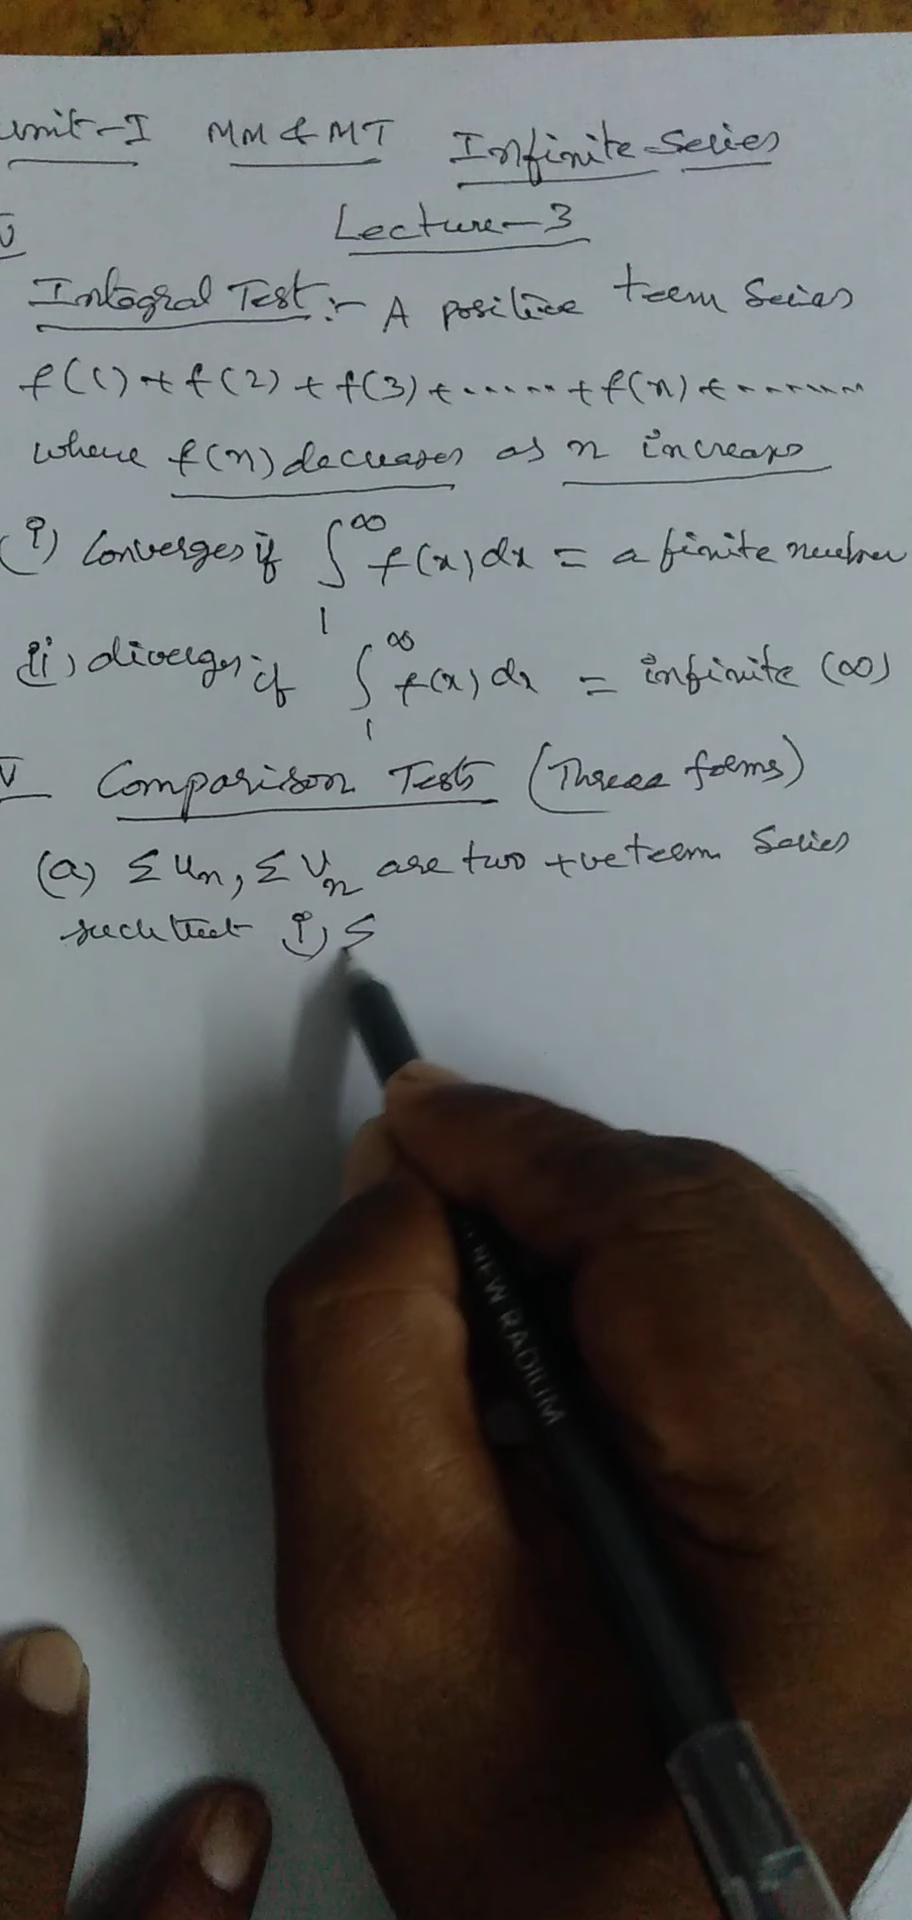 Unit-I MM & MT Infinite Series
Lecture-3
Integral Test:- A positive term Series
f(1) + f(2) + f(3) + ..... + f(n) + .......
where f(n) decreases as n increases
(i) Converges if ∫₁^∞ f(x) dx = a finite number
(ii) diverges if ∫₁^∞ f(x) dx = infinite (∞)
V Comparison Tests (Three forms)
(a) Σ Un, Σ Vn are two +ve term Series
such that (i)
NEW RADIUM